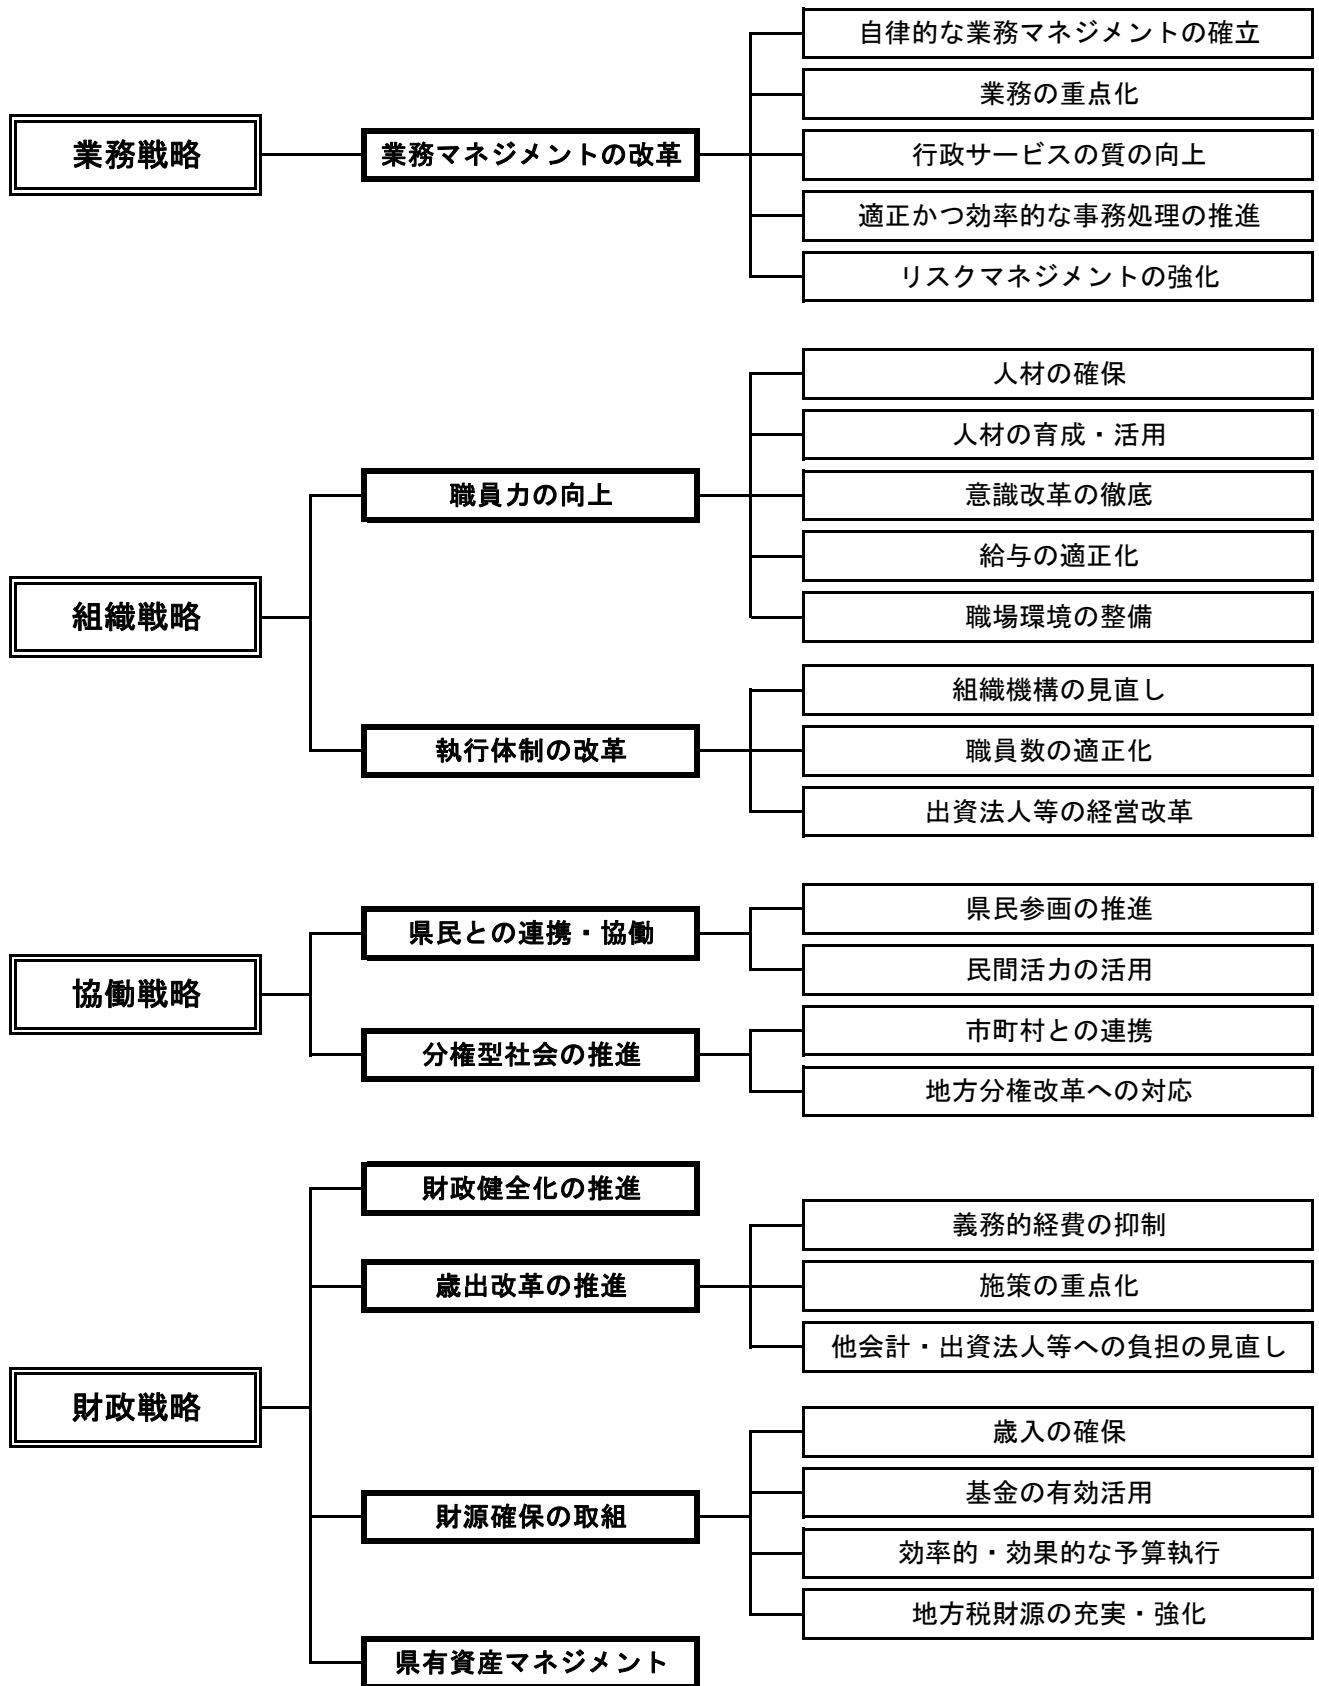 業務戦略
業務マネジメントの改革
自律的な業務マネジメントの確立
業務の重点化
行政サービスの質の向上
適正かつ効率的な事務処理の推進
リスクマネジメントの強化
組織戦略
職員力の向上
人材の確保
人材の育成・活用
意識改革の徹底
給与の適正化
職場環境の整備
執行体制の改革
組織機構の見直し
職員数の適正化
出資法人等の経営改革
協働戦略
県民との連携・協働
県民参画の推進
民間活力の活用
分権型社会の推進
市町村との連携
地方分権改革への対応
財政戦略
財政健全化の推進
歳出改革の推進
義務的経費の抑制
施策の重点化
他会計・出資法人等への負担の見直し
財源確保の取組
歳入の確保
基金の有効活用
効率的・効果的な予算執行
地方税財源の充実・強化
県有資産マネジメント